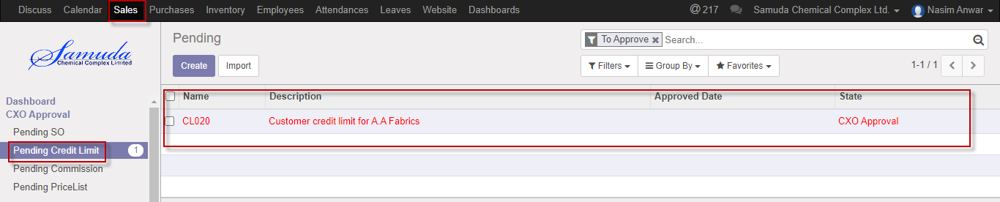 Discuss Calendar Sales Purchases Inventory Employees Attendances Leaves Website Dashboards @ 217 Samuda Chemical Complex Ltd. Nasim Anwar
Samuda
Chemical Complex Limited
Pending
To Approve × Search...
Create Import
Filters Group By Favorites 1-1 / 1
Name Description Approved Date State
CL020 Customer credit limit for A.A Fabrics CXO Approval
Dashboard
CXO Approval
Pending SO
Pending Credit Limit 1
Pending Commission
Pending PriceList